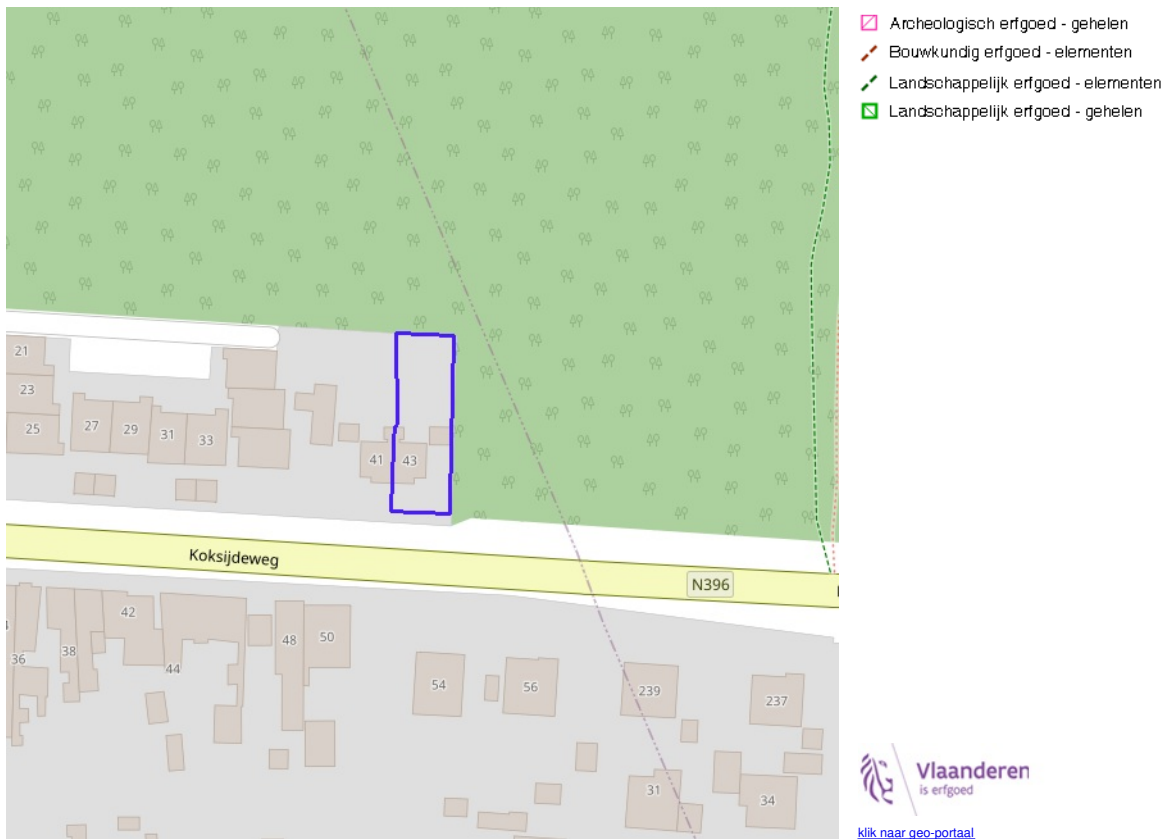 Archeologisch erfgoed - gehelen
Bouwkundig erfgoed - elementen
Landschappelijk erfgoed - elementen
Landschappelijk erfgoed - gehelen
21
23
25
27
29
31
33
41
43
Koksijdeweg
N396
36
38
42
44
48
50
54
56
239
237
31
34
Vlaanderen
is erfgoed
klik naar geo-portaal